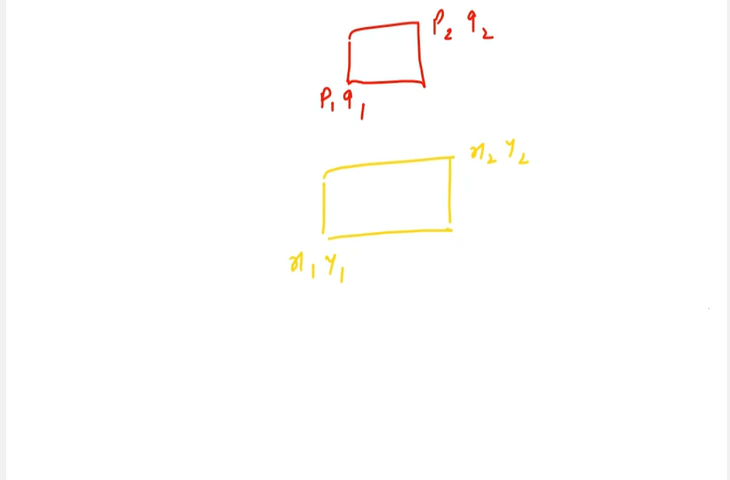 P₂ q₂
P₁ q₁
x₂ y₂
x₁ y₁